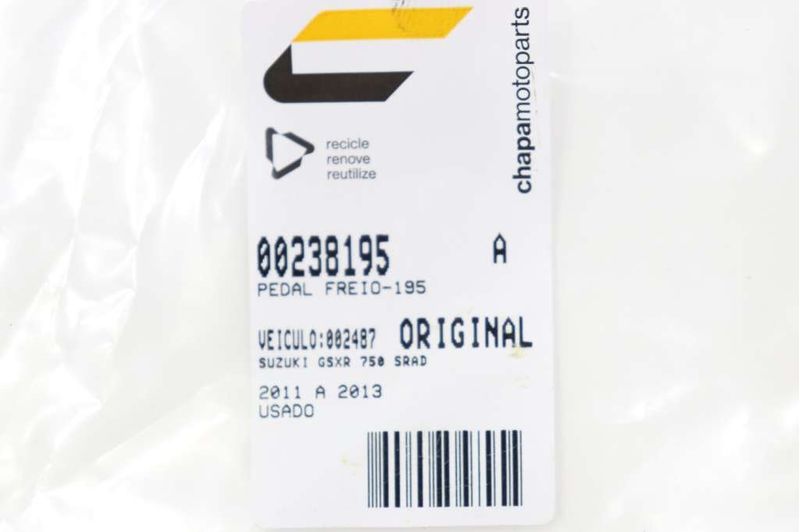 chapamotoparts
recicle
renove
reutilize
00238195 A
PEDAL FREIO-195
VEICULO:002487 ORIGINAL
SUZUKI GSXR 750 SRAD
2011 A 2013
USADO